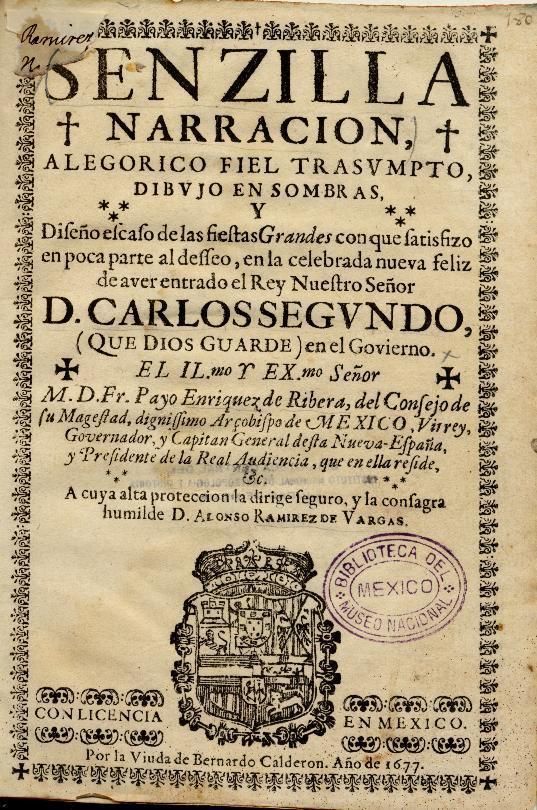 Ramirez
180
SENZILLA
NARRACION,
ALEGORICO FIEL TRASVMPTO,
DIBVJO EN SOMBRAS,
Y
Diseño escaso de las fiestas Grandes con que satisfizo
en poca parte al desseo, en la celebrada nueva feliz
de aver entrado el Rey Nuestro Señor
D. CARLOS SEGVNDO,
(QUE DIOS GUARDE) en el Govierno.
EL IL.mo Y EX.mo Señor
M. D. Fr. Payo Enriquez de Ribera, del Consejo de
su Magestad, dignissimo Arçobispo de MEXICO, Virrey,
Governador, y Capitan General desta Nueva-España,
y Presidente de la Real Audiencia, que en ella reside,
&c.
A cuya alta proteccion la dirige seguro, y la consagra
humilde D. ALONSO RAMIREZ DE VARGAS.
BIBLIOTECA DEL
MEXICO
MUSEO NACIONAL
CON LICENCIA EN MEXICO.
Por la Viuda de Bernardo Calderon. Año de 1677.